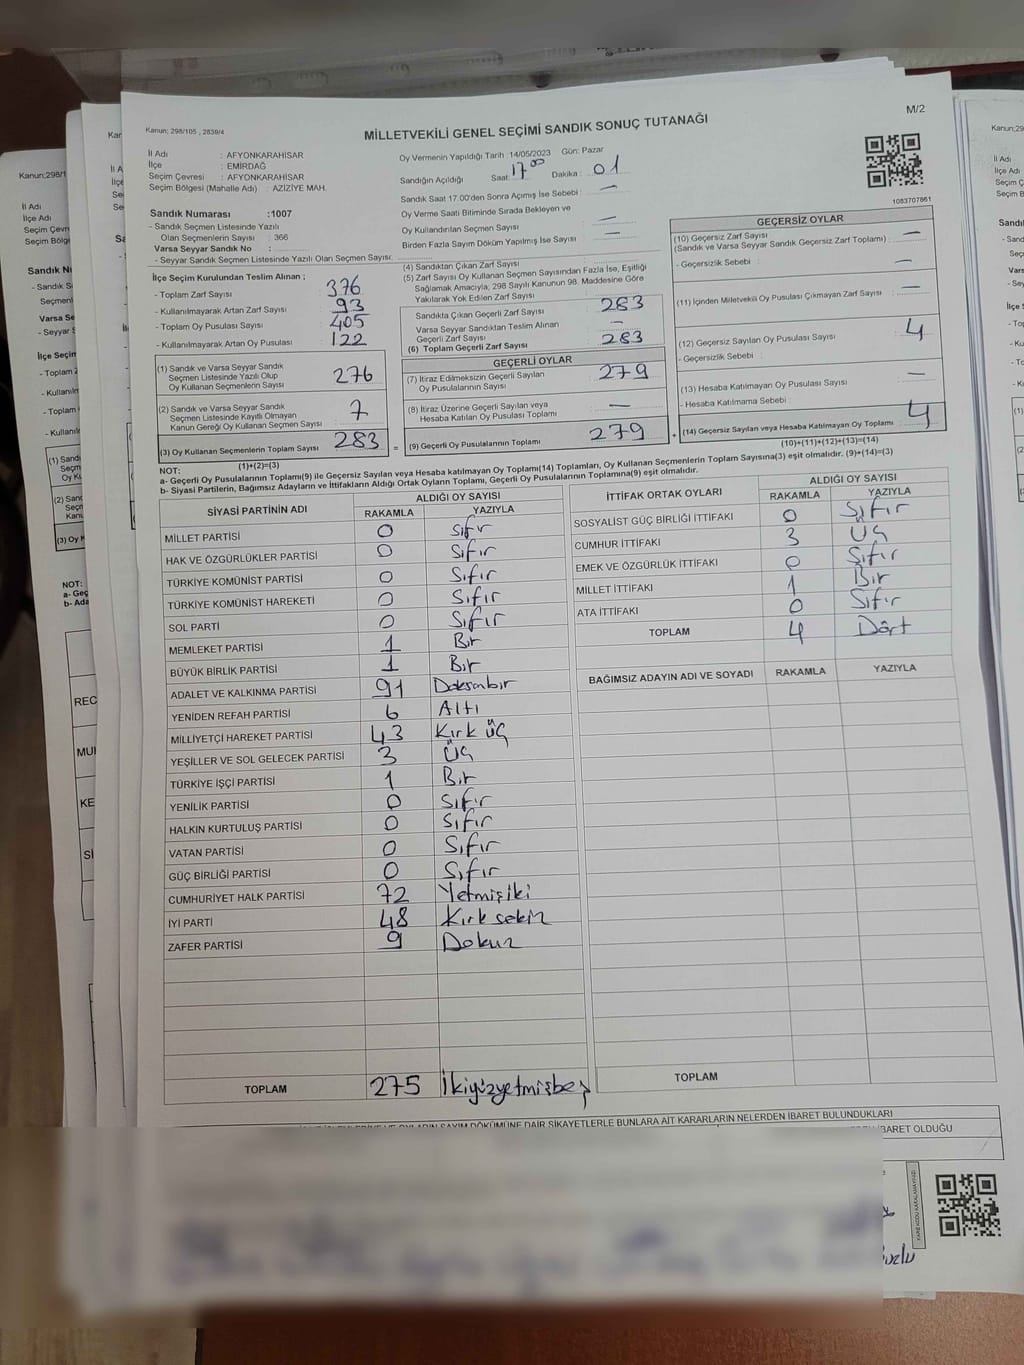 Kanun; 298/105 , 2839/4
MİLLETVEKİLİ GENEL SEÇİMİ SANDIK SONUÇ TUTANAĞI
M/2
İl Adı : AFYONKARAHİSAR
İlçe : EMİRDAĞ
Seçim Çevresi : AFYONKARAHİSAR
Seçim Bölgesi (Mahalle Adı) : AZİZİYE MAH.
Sandık Numarası :1007
- Sandık Seçmen Listesinde Yazılı
Olan Seçmenlerin Sayısı : 366
Varsa Seyyar Sandık No :
- Seyyar Sandık Seçmen Listesinde Yazılı Olan Seçmen Sayısı:
Oy Vermenin Yapıldığı Tarih :14/05/2023 Gün: Pazar
Sandığın Açıldığı Saat: 17 00 Dakika : 01
Sandık Saat 17.00'den Sonra Açılmış İse Sebebi : —
Oy Verme Saati Bitiminde Sırada Bekleyen ve
Oy Kullandırılan Seçmen Sayısı : —
Birden Fazla Sayım Döküm Yapılmış İse Sayısı : —
1083707861
İlçe Seçim Kurulundan Teslim Alınan ;
- Toplam Zarf Sayısı : 376
- Kullanılmayarak Artan Zarf Sayısı : 93
- Toplam Oy Pusulası Sayısı : 405
- Kullanılmayarak Artan Oy Pusulası : 122
(1) Sandık ve Varsa Seyyar Sandık
Seçmen Listesinde Yazılı Olup
Oy Kullanan Seçmenlerin Sayısı : 276
(2) Sandık ve Varsa Seyyar Sandık
Seçmen Listesinde Kayıtlı Olmayan
Kanun Gereği Oy Kullanan Seçmen Sayısı : 7
(3) Oy Kullanan Seçmenlerin Toplam Sayısı : 283
(1)+(2)=(3)
(4) Sandıktan Çıkan Zarf Sayısı :
(5) Zarf Sayısı Oy Kullanan Seçmen Sayısından Fazla İse, Eşitliği
Sağlamak Amacıyla; 298 Sayılı Kanunun 98. Maddesine Göre
Yakılarak Yok Edilen Zarf Sayısı :
Sandıkta Çıkan Geçerli Zarf Sayısı : 283
Varsa Seyyar Sandıktan Teslim Alınan
Geçerli Zarf Sayısı : —
(6) Toplam Geçerli Zarf Sayısı : 283
GEÇERLİ OYLAR
(7) İtiraz Edilmeksizin Geçerli Sayılan
Oy Pusulalarının Sayısı : 279
(8) İtiraz Üzerine Geçerli Sayılan veya
Hesaba Katılan Oy Pusulası Toplamı : —
= (9) Geçerli Oy Pusulalarının Toplamı : 279
GEÇERSİZ OYLAR
(10) Geçersiz Zarf Sayısı
(Sandık ve Varsa Seyyar Sandık Geçersiz Zarf Toplamı) : —
- Geçersizlik Sebebi : —
(11) İçinden Milletvekili Oy Pusulası Çıkmayan Zarf Sayısı : —
(12) Geçersiz Sayılan Oy Pusulası Sayısı : 4
- Geçersizlik Sebebi :
(13) Hesaba Katılmayan Oy Pusulası Sayısı : —
- Hesaba Katılmama Sebebi :
+ (14) Geçersiz Sayılan veya Hesaba Katılmayan Oy Toplamı : 4
(10)+(11)+(12)+(13)=(14)
NOT:
a- Geçerli Oy Pusulalarının Toplamı(9) ile Geçersiz Sayılan veya Hesaba katılmayan Oy Toplam(14) Toplamları, Oy Kullanan Seçmenlerin Toplam Sayısına(3) eşit olmalıdır. (9)+(14)=(3)
b- Siyasi Partilerin, Bağımsız Adayların ve İttifakların Aldığı Ortak Oyların Toplamı, Geçerli Oy Pusulalarının Toplamına(9) eşit olmalıdır.
SİYASİ PARTİNİN ADI ALDIĞI OY SAYISI
RAKAMLA YAZIYLA
MİLLET PARTİSİ 0 Sıfır
HAK VE ÖZGÜRLÜKLER PARTİSİ 0 Sıfır
TÜRKİYE KOMÜNİST PARTİSİ 0 Sıfır
TÜRKİYE KOMÜNİST HAREKETİ 0 Sıfır
SOL PARTİ 0 Sıfır
MEMLEKET PARTİSİ 1 Bir
BÜYÜK BİRLİK PARTİSİ 1 Bir
ADALET VE KALKINMA PARTİSİ 91 Doksanbir
YENİDEN REFAH PARTİSİ 6 Altı
MİLLİYETÇİ HAREKET PARTİSİ 43 Kırk üç
YEŞİLLER VE SOL GELECEK PARTİSİ 3 Üç
TÜRKİYE İŞÇİ PARTİSİ 1 Bir
YENİLİK PARTİSİ 0 Sıfır
HALKIN KURTULUŞ PARTİSİ 0 Sıfır
VATAN PARTİSİ 0 Sıfır
GÜÇ BİRLİĞİ PARTİSİ 0 Sıfır
CUMHURİYET HALK PARTİSİ 72 Yetmişiki
İYİ PARTİ 48 Kırk sekiz
ZAFER PARTİSİ 9 Dokuz
TOPLAM 275 İkiyüzyetmişbeş
İTTİFAK ORTAK OYLARI ALDIĞI OY SAYISI
RAKAMLA YAZIYLA
SOSYALİST GÜÇ BİRLİĞİ İTTİFAKI 0 Sıfır
CUMHUR İTTİFAKI 3 Üç
EMEK VE ÖZGÜRLÜK İTTİFAKI 0 Sıfır
MİLLET İTTİFAKI 1 Bir
ATA İTTİFAKI 0 Sıfır
TOPLAM 4 Dört
BAĞIMSIZ ADAYIN ADI VE SOYADI RAKAMLA YAZIYLA
TOPLAM
SAYIM DÖKÜMÜNE DAİR ŞİKAYETLERLE BUNLARA AİT KARARLARIN NELERDEN İBARET BULUNDUKLARI
İBARET OLDUĞU